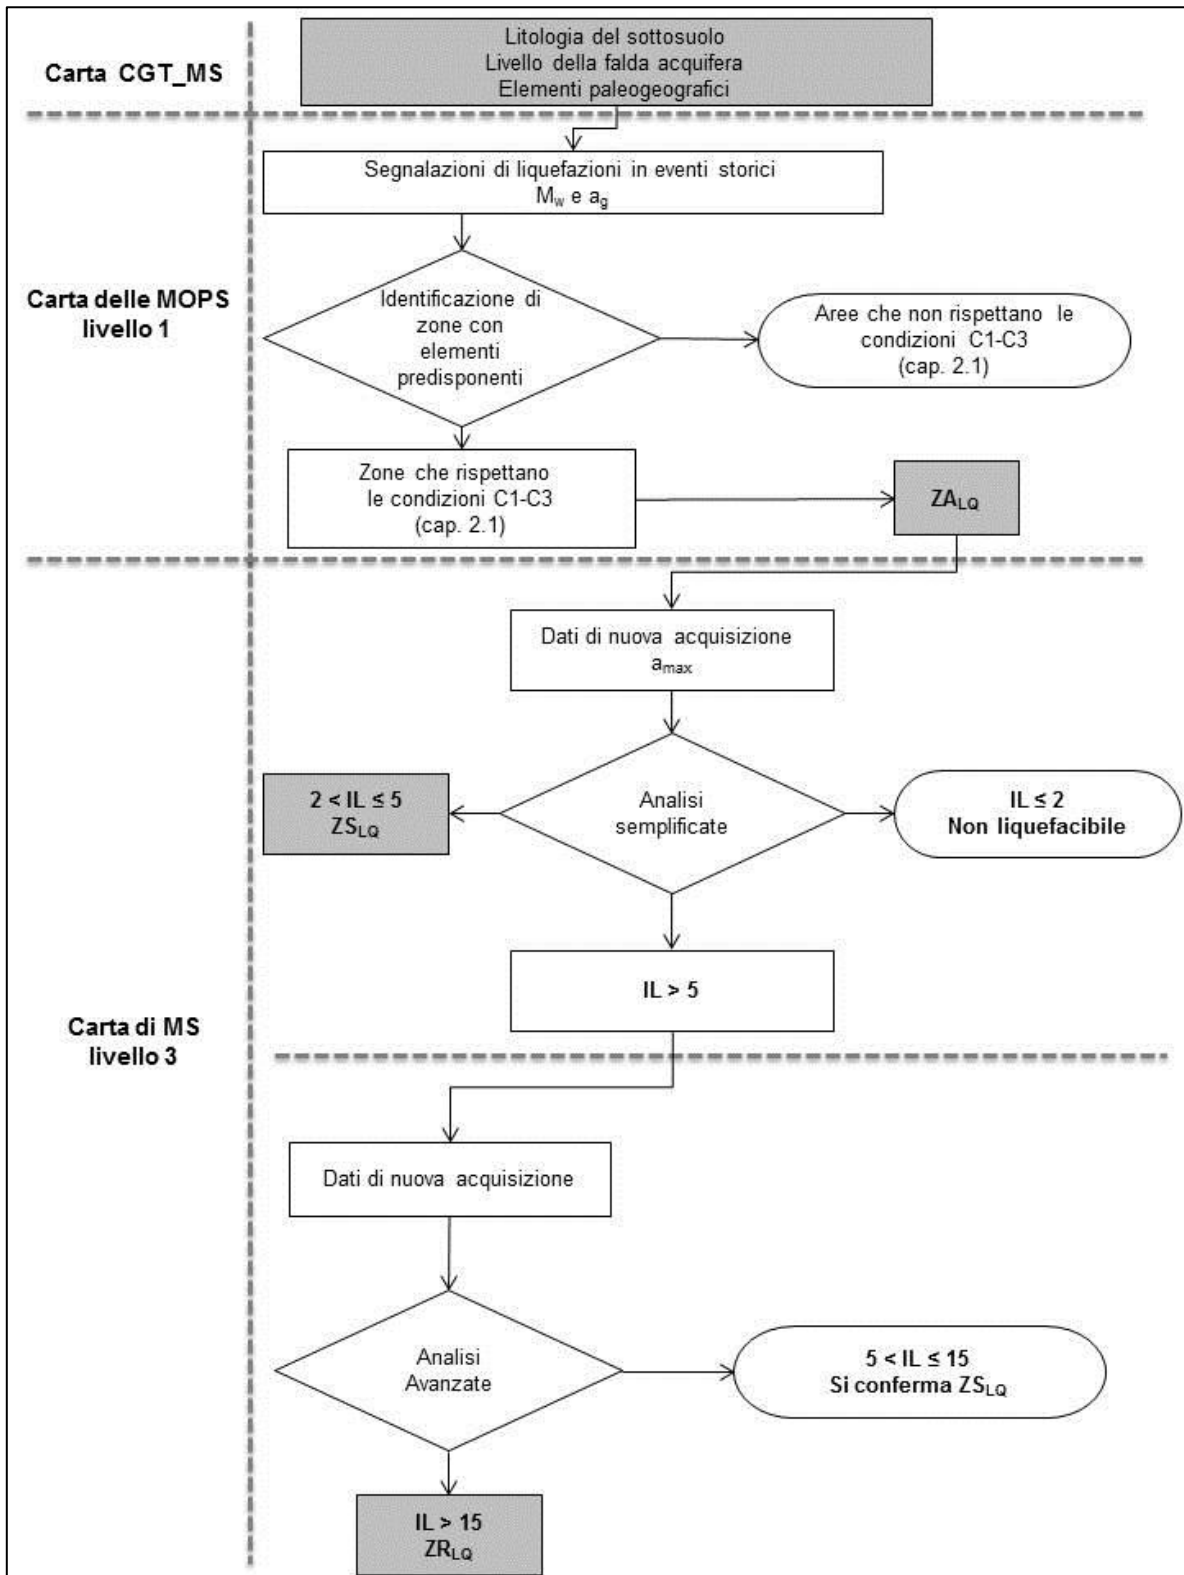 Carta CGT_MS
Litologia del sottosuolo
Livello della falda acquifera
Elementi paleogeografici
Segnalazioni di liquefazioni in eventi storici
Mw e ag
Carta delle MOPS
livello 1
Identificazione di
zone con
elementi
predisponenti
Aree che non rispettano le
condizioni C1-C3
(cap. 2.1)
Zone che rispettano
le condizioni C1-C3
(cap. 2.1)
ZALQ
Dati di nuova acquisizione
amax
2 < IL ≤ 5
ZSLQ
Analisi
semplificate
IL ≤ 2
Non liquefacibile
IL > 5
Carta di MS
livello 3
Dati di nuova acquisizione
Analisi
Avanzate
5 < IL ≤ 15
Si conferma ZSLQ
IL > 15
ZRLQ